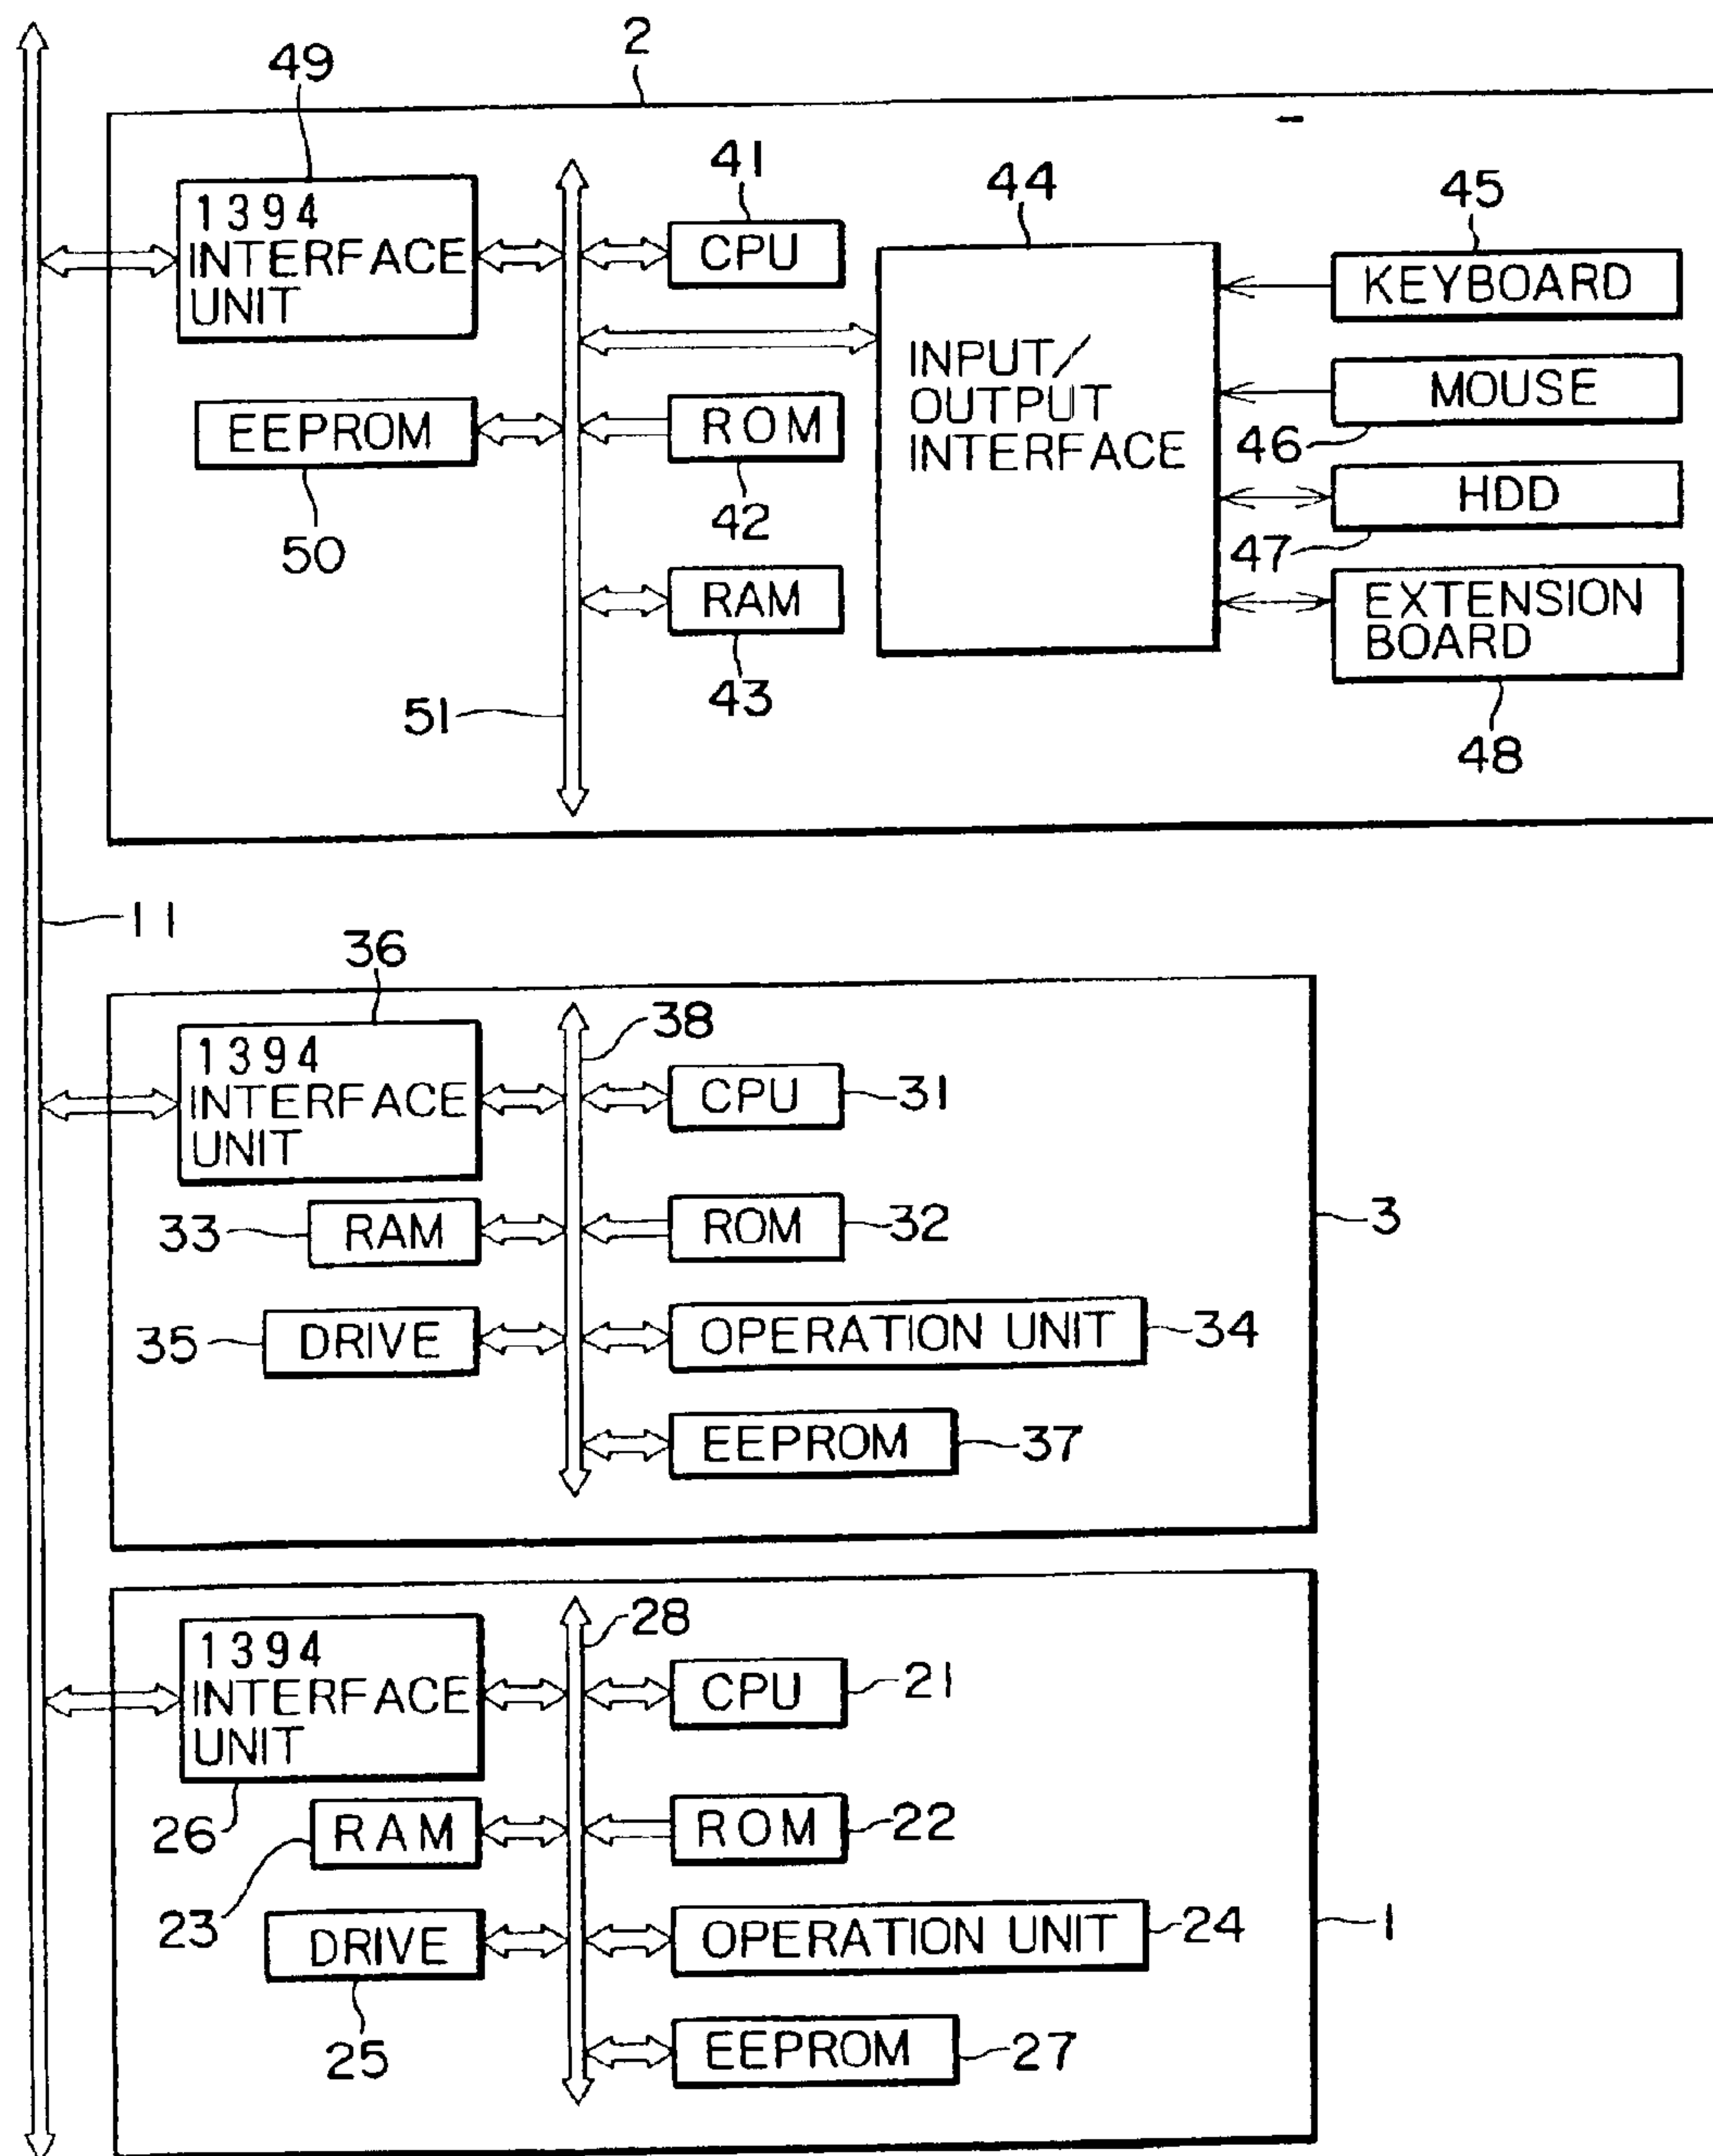 2
49
1394
INTERFACE
UNIT
41
CPU
44
INPUT/
OUTPUT
INTERFACE
45
KEYBOARD
MOUSE
46
EEPROM
50
ROM
42
HDD
47
RAM
43
EXTENSION
BOARD
48
51
11
36
1394
INTERFACE
UNIT
38
CPU
31
33
RAM
ROM
32
3
35
DRIVE
OPERATION UNIT
34
EEPROM
37
1394
INTERFACE
UNIT
26
28
CPU
21
RAM
23
ROM
22
DRIVE
25
OPERATION UNIT
24
1
EEPROM
27